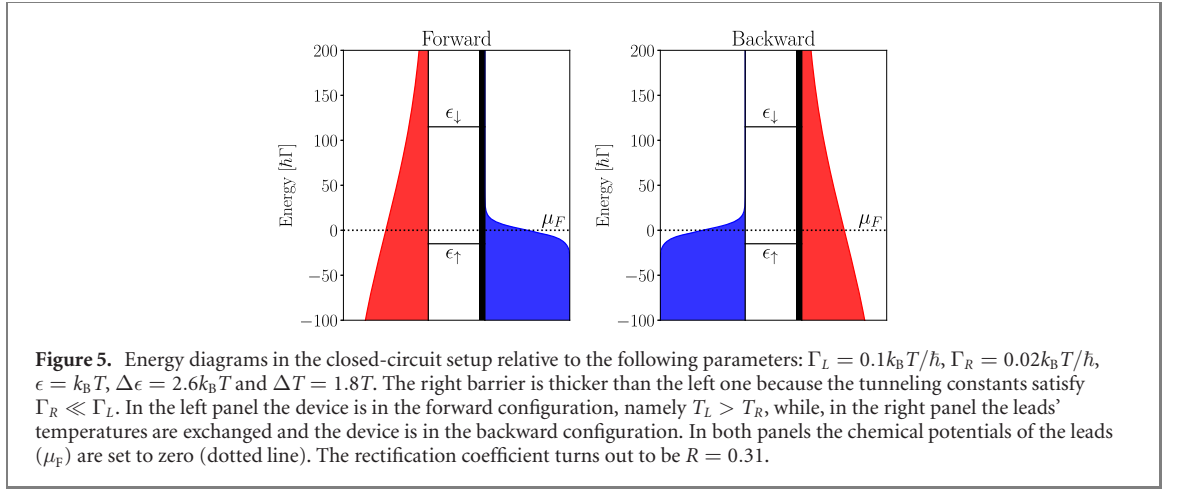 Forward
Backward
200
150
100
50
0
−50
−100
Energy [ħΓ]
ϵ↓
μF
ϵ↑
200
150
100
50
0
−50
−100
Energy [ħΓ]
ϵ↓
μF
ϵ↑
Figure 5. Energy diagrams in the closed-circuit setup relative to the following parameters: ΓL = 0.1kBT/ħ, ΓR = 0.02kBT/ħ,
ϵ = kBT, Δϵ = 2.6kBT and ΔT = 1.8T. The right barrier is thicker than the left one because the tunneling constants satisfy
ΓR ≪ ΓL. In the left panel the device is in the forward configuration, namely TL > TR, while, in the right panel the leads’
temperatures are exchanged and the device is in the backward configuration. In both panels the chemical potentials of the leads
(μF) are set to zero (dotted line). The rectification coefficient turns out to be R = 0.31.